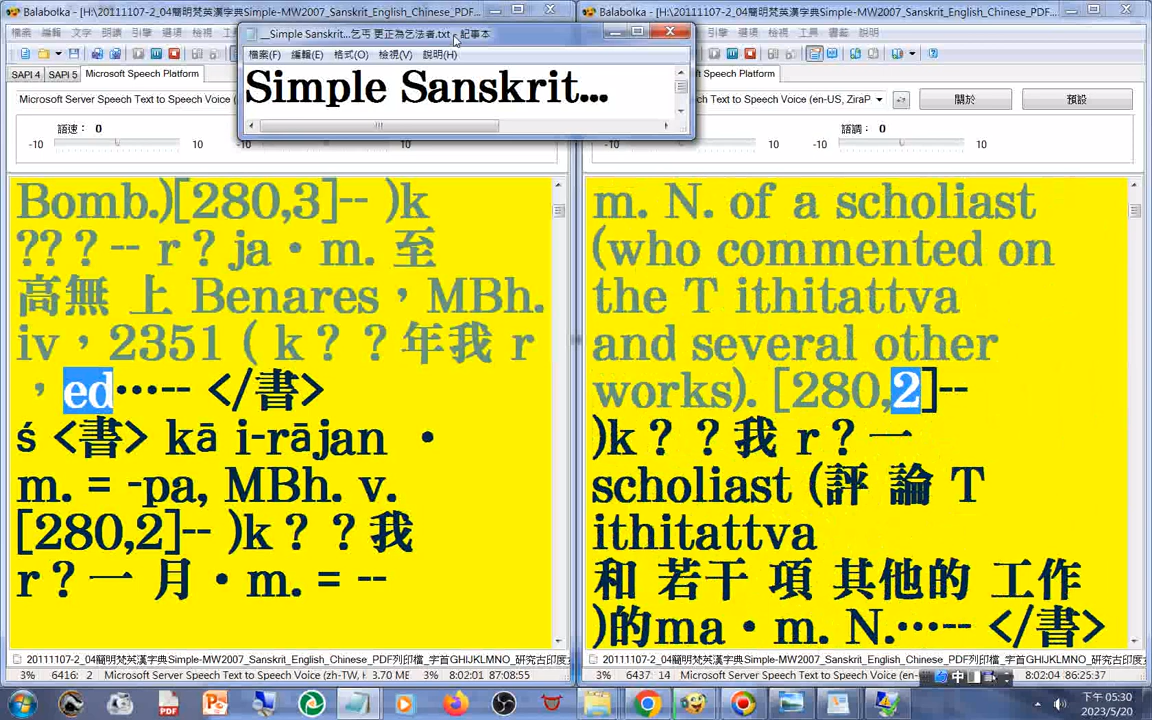 Balabolka - [H:\20111107-2_04簡明梵英漢字典Simple-MW2007_Sanskrit_English_Chinese_PDF...
Balabolka - [H:\20111107-2_04簡明梵英漢字典Simple-MW2007_Sanskrit_English_Chinese_PDF...
檔案 編輯 文字 朗讀
__Simple Sanskrit...乞丐 更正為乞法者.txt - 記事本
檔案(F) 編輯(E) 格式(O) 檢視(V) 說明(H)
Simple Sanskrit...
SAPI 4 SAPI 5 Microsoft Speech Platform
t Speech Platform
Microsoft Server Speech Text to Speech Voice (
ch Text to Speech Voice (en-US, ZiraP
關於
預設
語速： 0
-10 10
語調： 0
-10 10 -10 10
Bomb.)[280,3]-- )k
??？-- r？ja・m. 至
高無 上 Benares，MBh.
iv，2351（k？？年我 r
，ed…-- </書>
ś <書> kā i-rājan ・
m. = -pa, MBh. v.
[280,2]-- )k？？我
r？一 月・m. = --
m. N. of a scholiast
(who commented on
the T ithitattva
and several other
works). [280,2]--
)k？？我 r？一
scholiast (評 論 T
ithitattva
和 若干 項 其他的 工作
)的ma・m. N.…-- </書>
20111107-2_04簡明梵英漢字典Simple-MW2007_Sanskrit_English_Chinese_PDF列印檔_字首GHIJKLMNO_研究古印度
20111107-2_04簡明梵英漢字典Simple-MW2007_Sanskrit_English_Chinese_PDF列印檔_字首GHIJKLMNO_研究古印度
3% 6416: 2 Microsoft Server Speech Text to Speech Voice (zh-TW, 3.70 ME 3% 8:02:01 87:08:55
3% 6437 14 Microsoft Server Speech Text to Speech 8:02:04 86:25:37
中
下午 05:30
2023/5/20